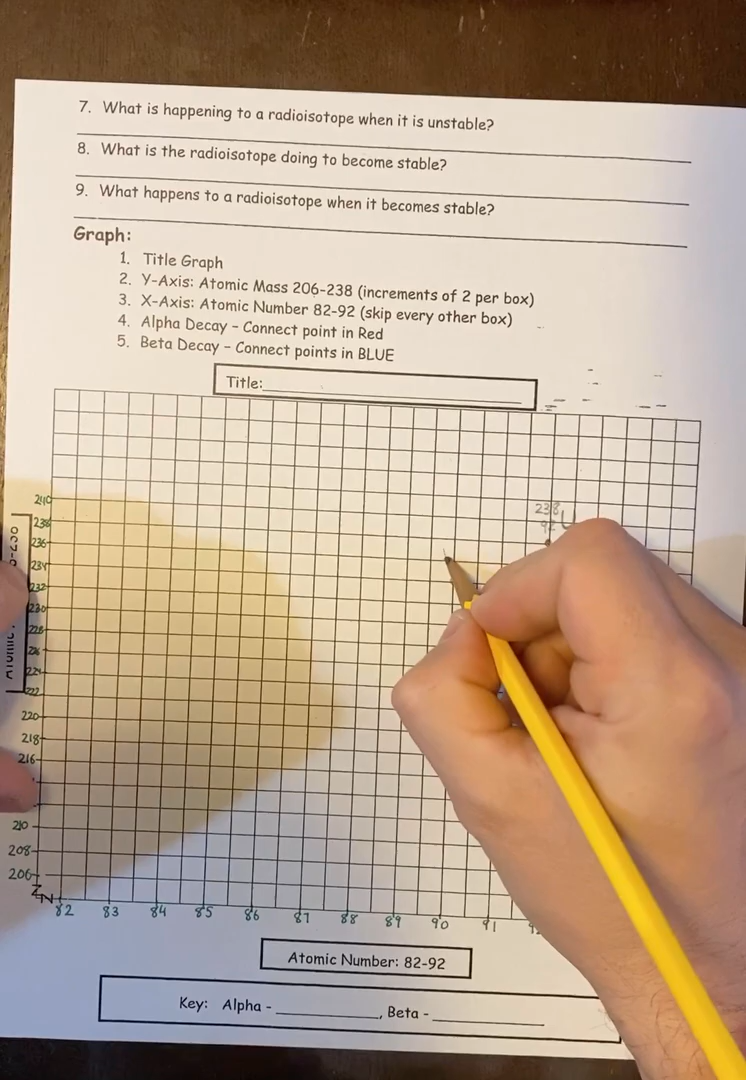 7. What is happening to a radioisotope when it is unstable?
8. What is the radioisotope doing to become stable?
9. What happens to a radioisotope when it becomes stable?
Graph:
1. Title Graph
2. Y-Axis: Atomic Mass 206-238 (increments of 2 per box)
3. X-Axis: Atomic Number 82-92 (skip every other box)
4. Alpha Decay - Connect point in Red
5. Beta Decay - Connect points in BLUE
Title:
238
92
U
240
238
236
234
232
230
228
226
224
222
220
218
216
210
208
206
82 83 84 85 86 87 88 89 90 91
Atomic Number: 82-92
Key: Alpha - , Beta -